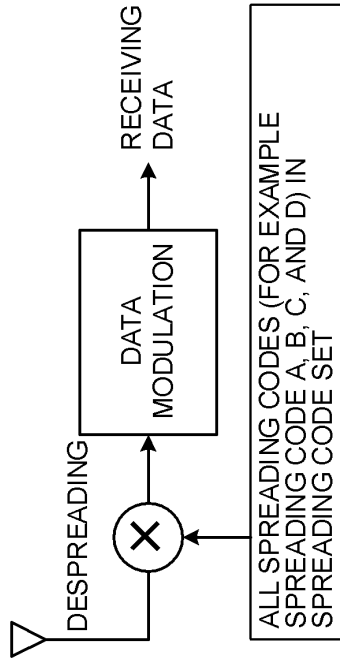 DESPREADING
DATA
MODULATION
RECEIVING
DATA
ALL SPREADING CODES (FOR EXAMPLE
SPREADING CODE A, B, C, AND D) IN
SPREADING CODE SET